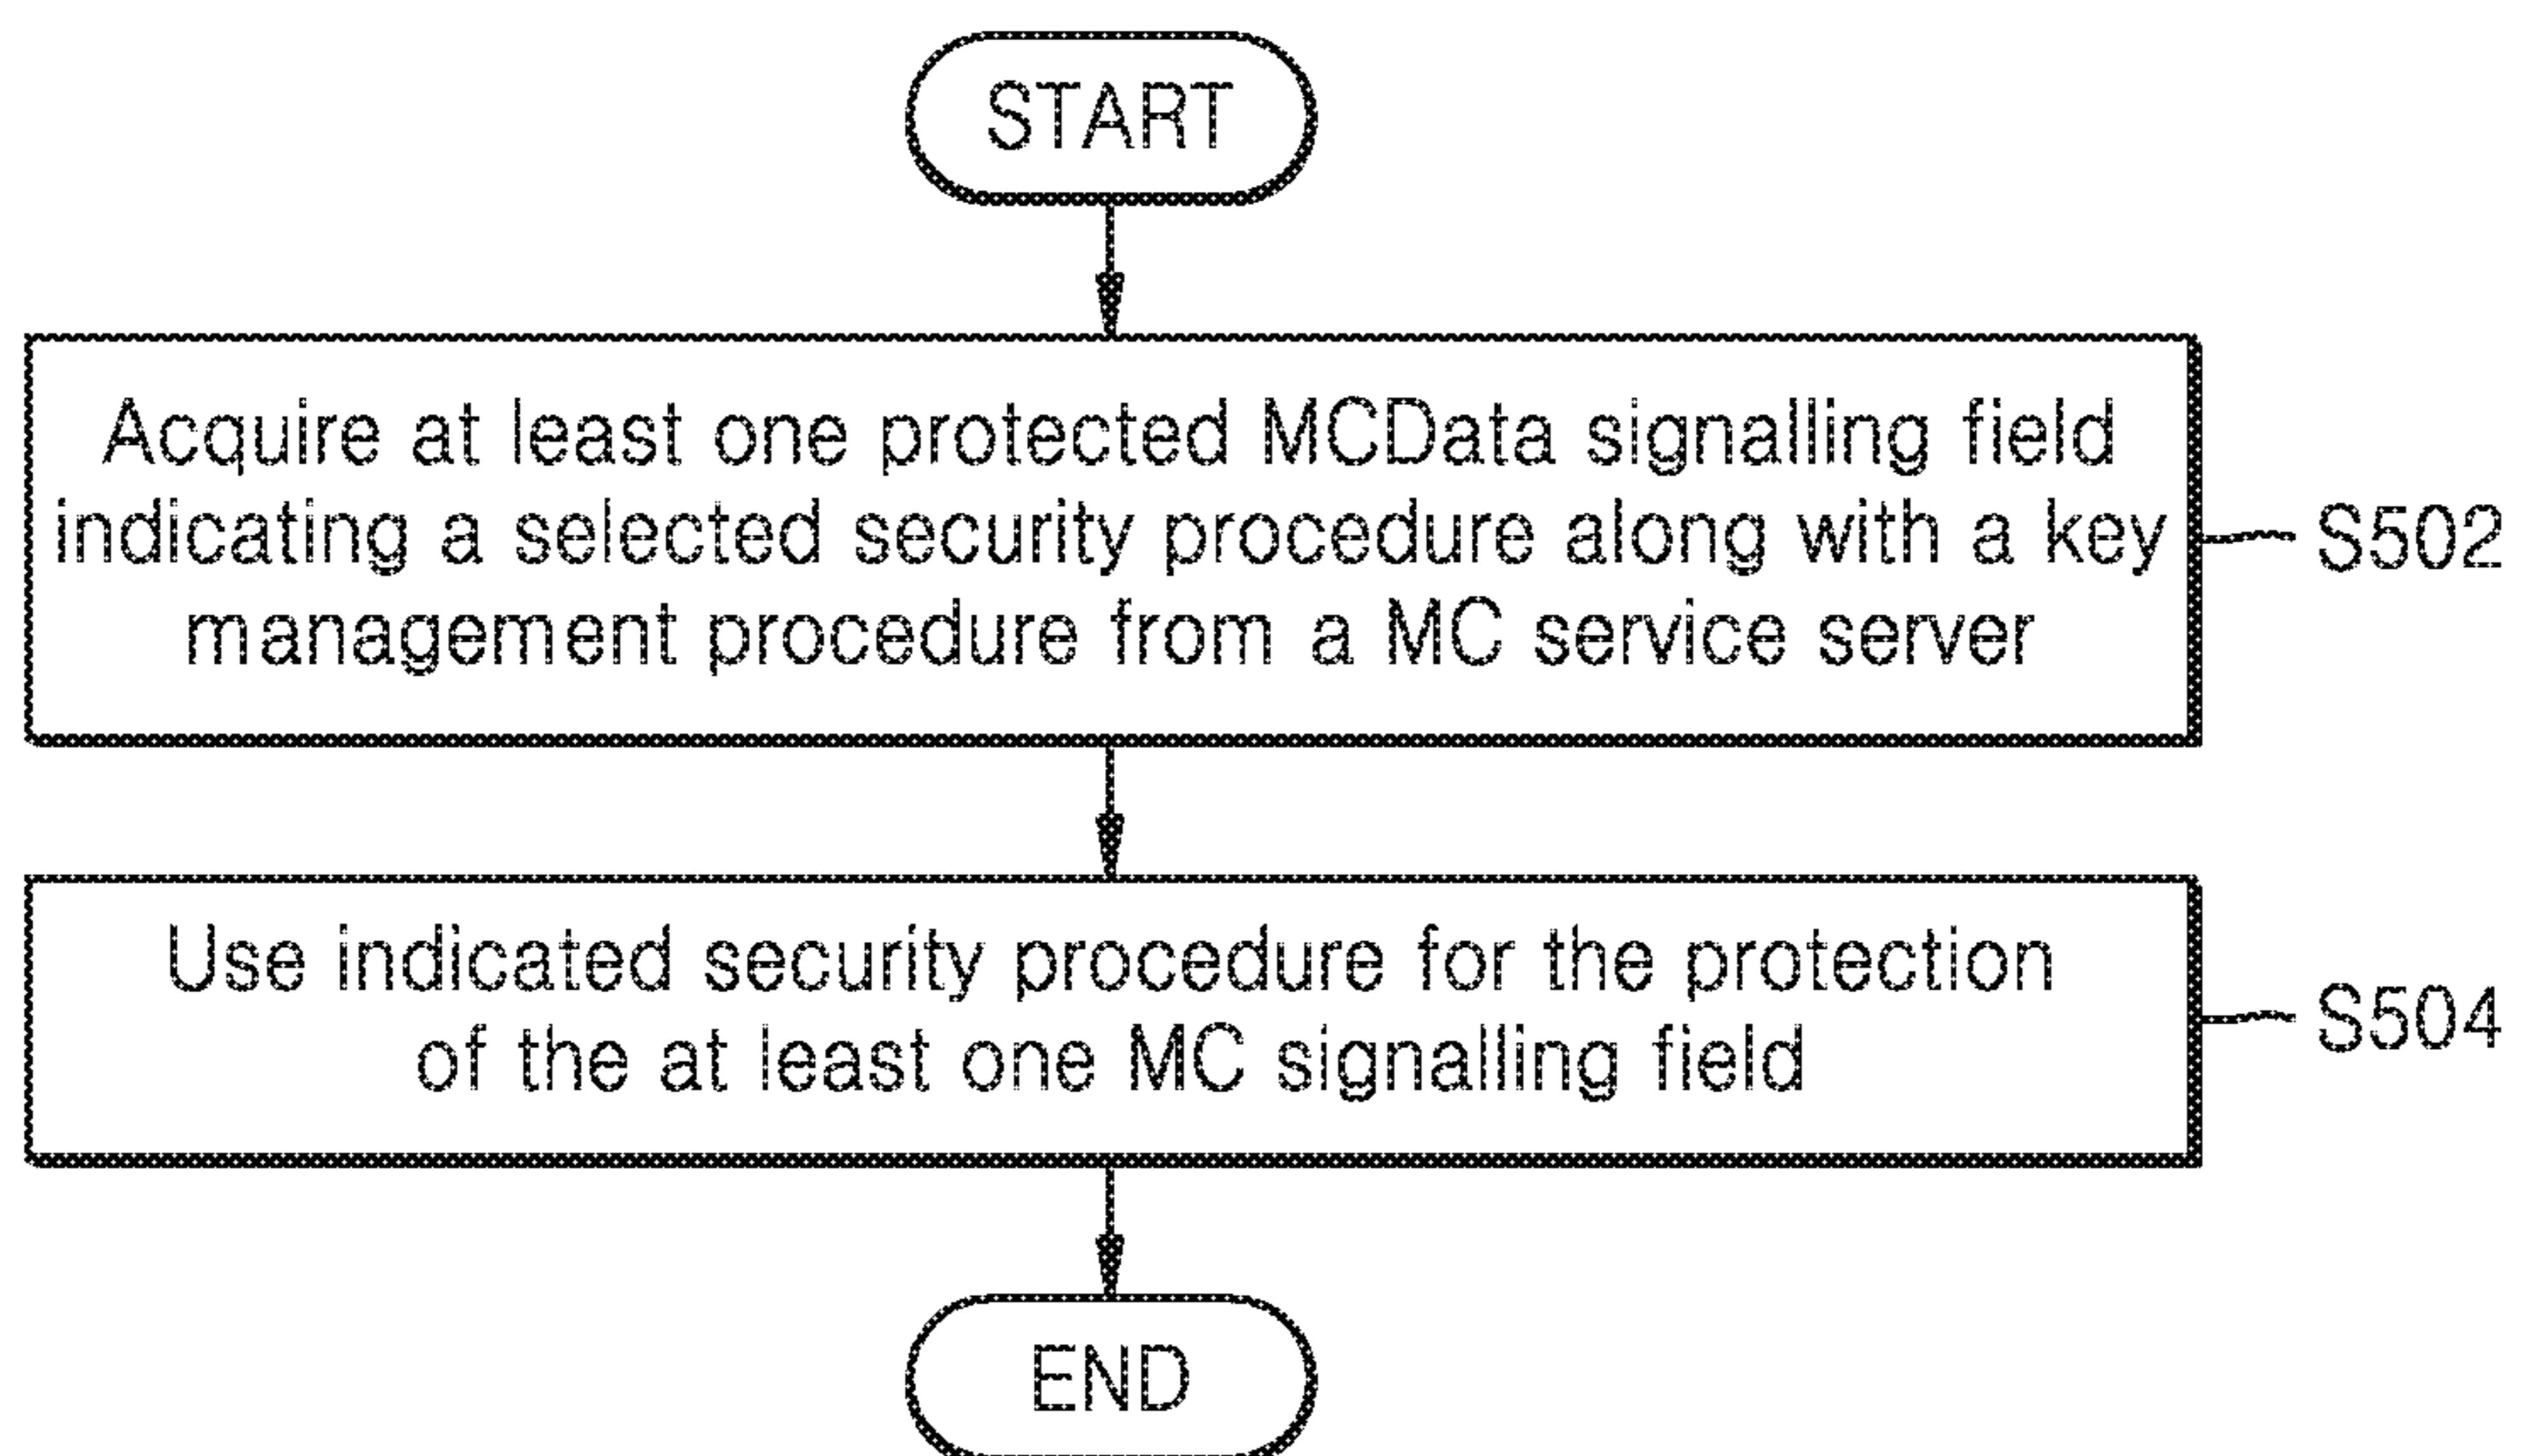 START
Acquire at least one protected MCData signalling field
indicating a selected security procedure along with a key
management procedure from a MC service server
S502
Use indicated security procedure for the protection
of the at least one MC signalling field
S504
END